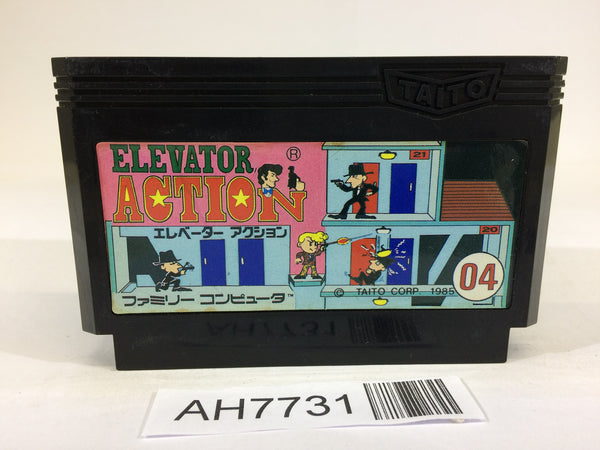 TAITO
ELEVATOR
ACTION
®
エレベーター アクション
ファミリー コンピュータ™
21
20
© TAITO CORP. 1985
04
AH7731